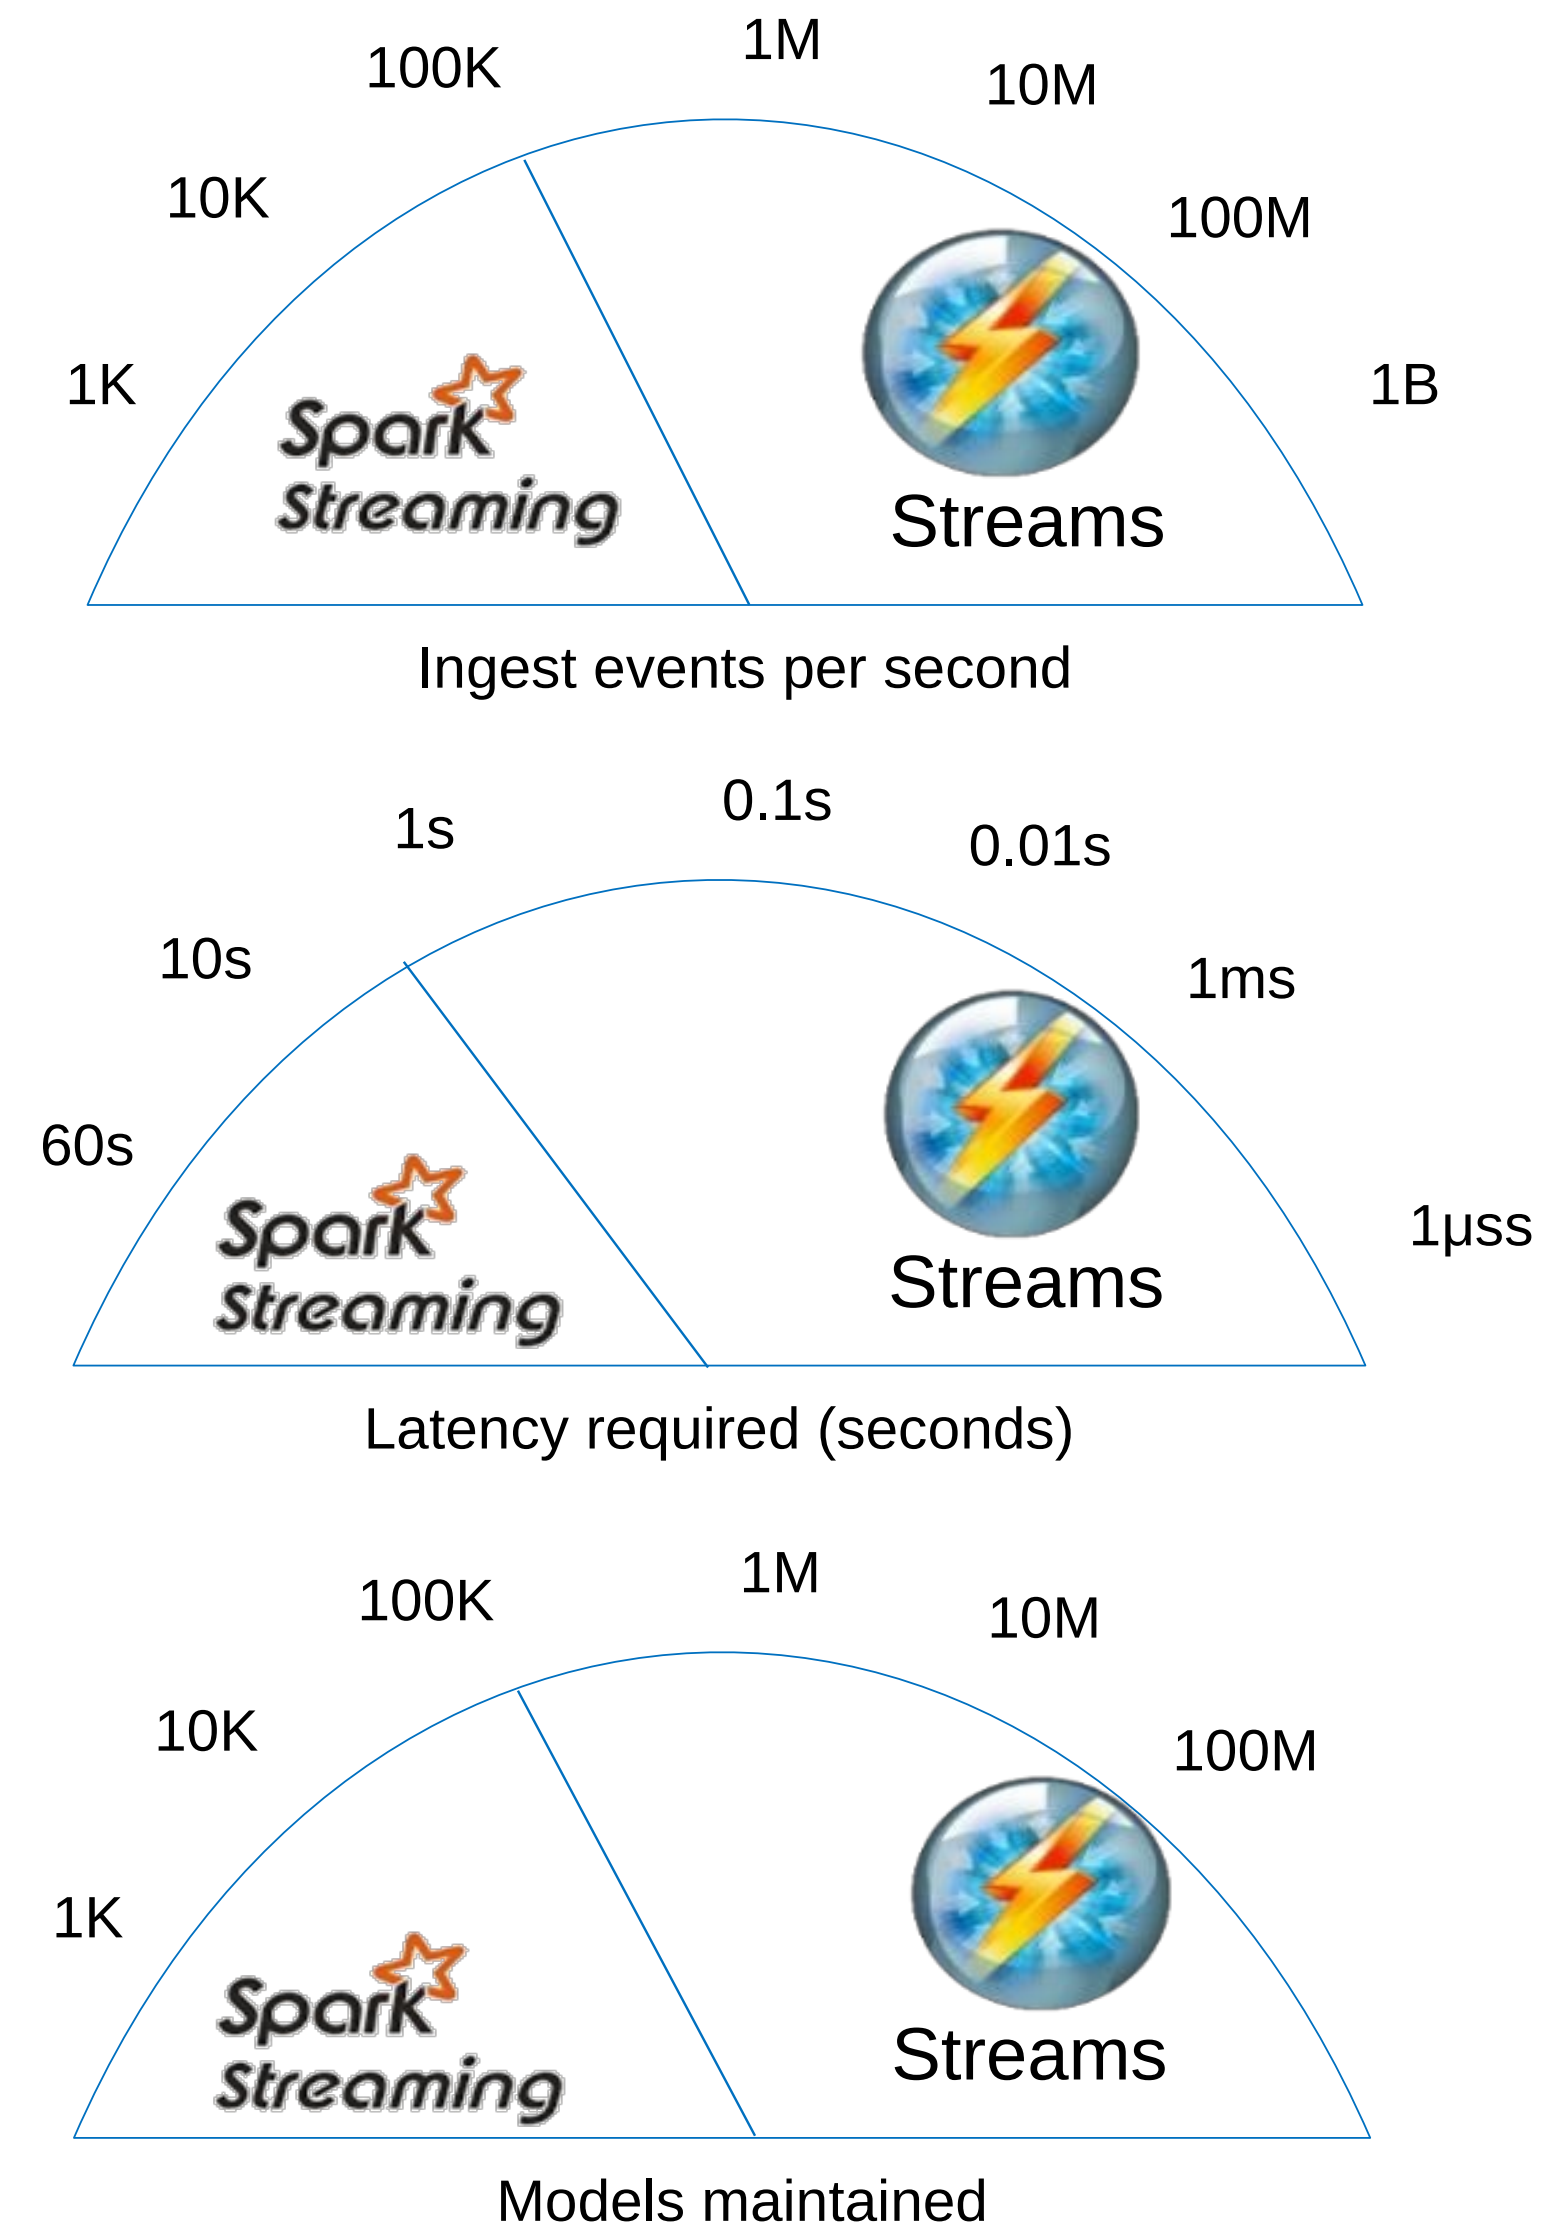 1M
100K
10M
10K
100M
1K
1B
Spark
Streaming
Streams
Ingest events per second
0.1s
1s
0.01s
10s
1ms
60s
1μss
Spark
Streaming
Streams
Latency required (seconds)
1M
100K
10M
10K
100M
1K
Spark
Streaming
Streams
Models maintained